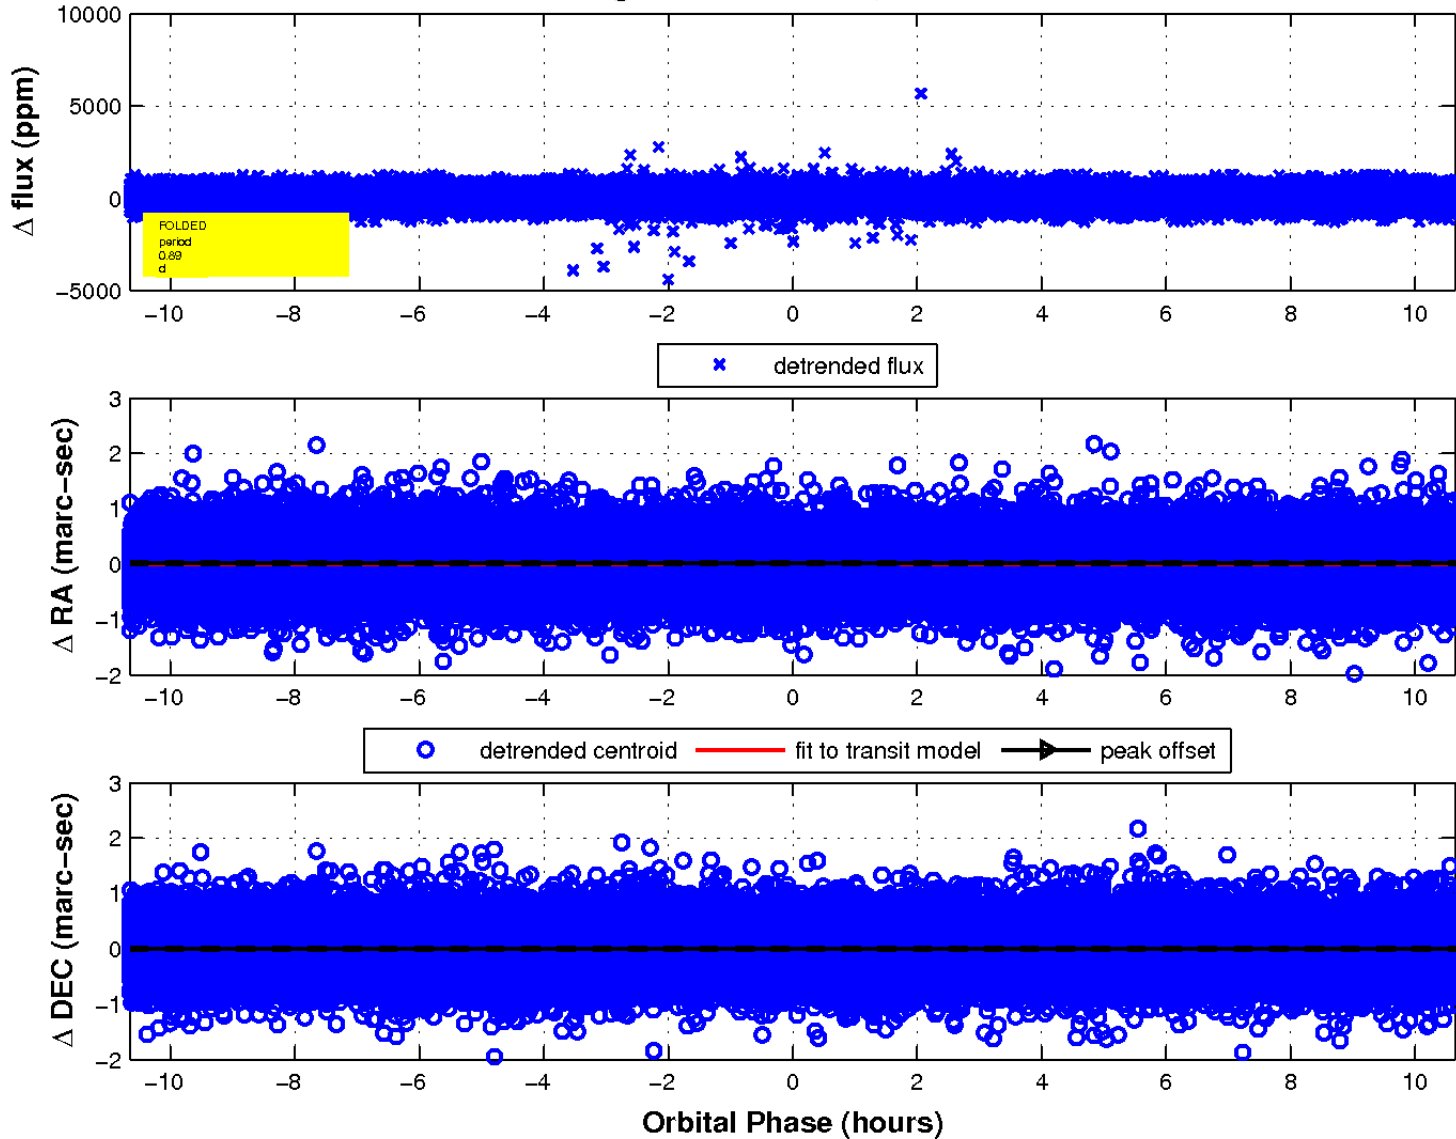 10000
5000
0
−5000
Δ flux (ppm)
FOLDED
period
0.89
d
−10 −8 −6 −4 −2 0 2 4 6 8 10
detrended flux
3
2
1
0
−1
−2
Δ RA (marc−sec)
−10 −8 −6 −4 −2 0 2 4 6 8 10
detrended centroid fit to transit model peak offset
3
2
1
0
−1
−2
Δ DEC (marc−sec)
−10 −8 −6 −4 −2 0 2 4 6 8 10
Orbital Phase (hours)